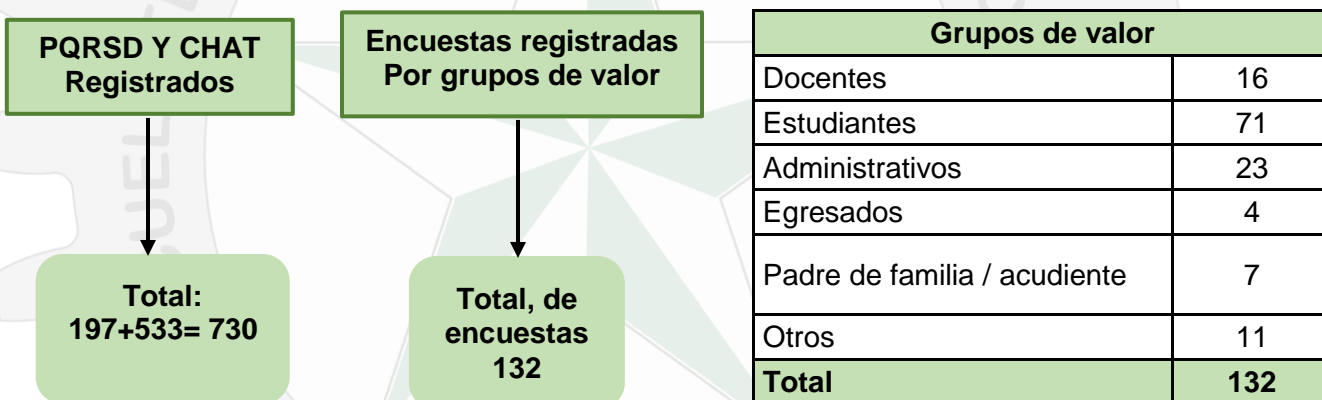 PQRSD Y CHAT
Registrados
Total:
197+533= 730
Encuestas registradas
Por grupos de valor
Total, de
encuestas
132
Grupos de valor
Docentes 16
Estudiantes 71
Administrativos 23
Egresados 4
Padre de familia / acudiente 7
Otros 11
Total 132